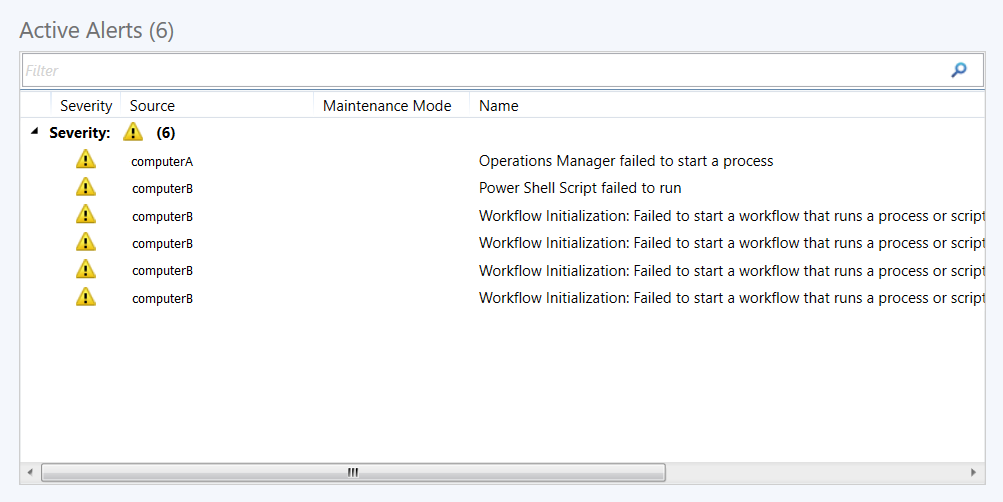 Active Alerts (6)
Filter
Severity Source Maintenance Mode Name
Severity: (6)
computerA Operations Manager failed to start a process
computerB Power Shell Script failed to run
computerB Workflow Initialization: Failed to start a workflow that runs a process or script
computerB Workflow Initialization: Failed to start a workflow that runs a process or script
computerB Workflow Initialization: Failed to start a workflow that runs a process or script
computerB Workflow Initialization: Failed to start a workflow that runs a process or script